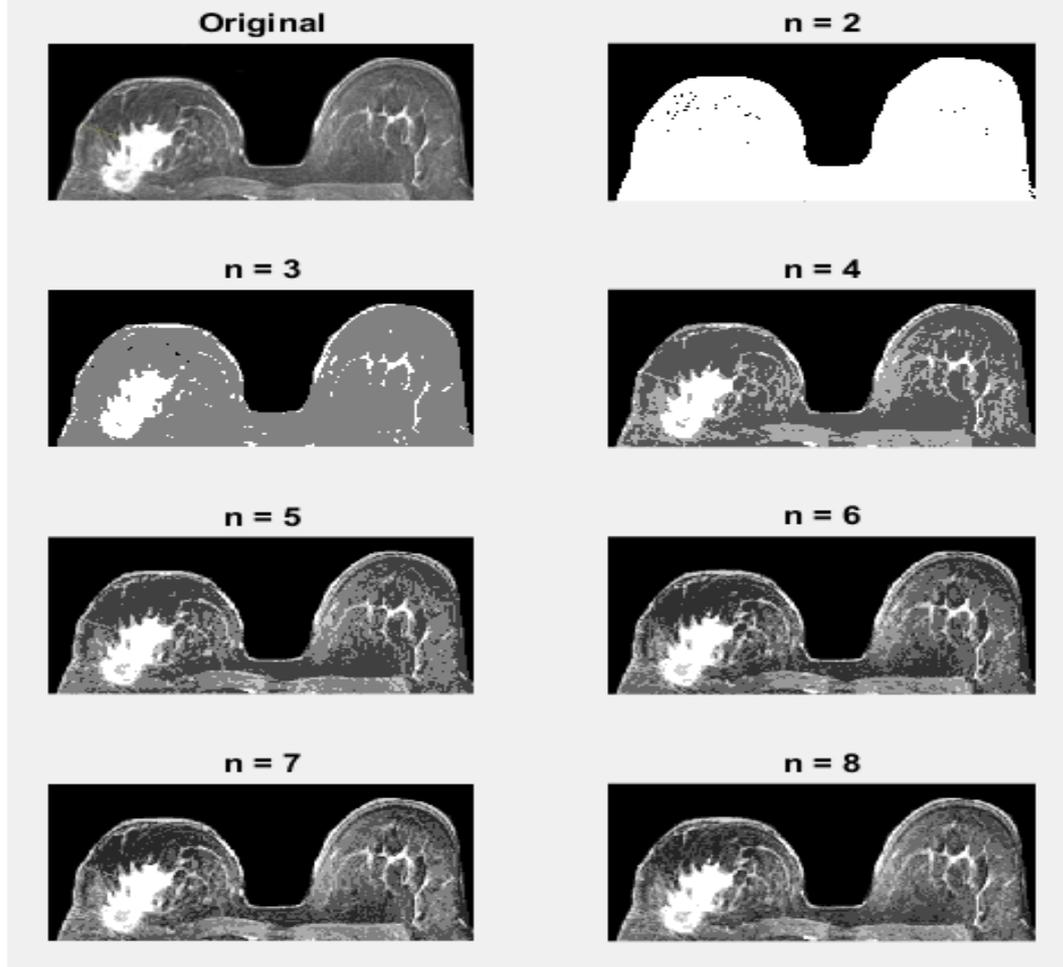 Original
n = 2
n = 3
n = 4
n = 5
n = 6
n = 7
n = 8